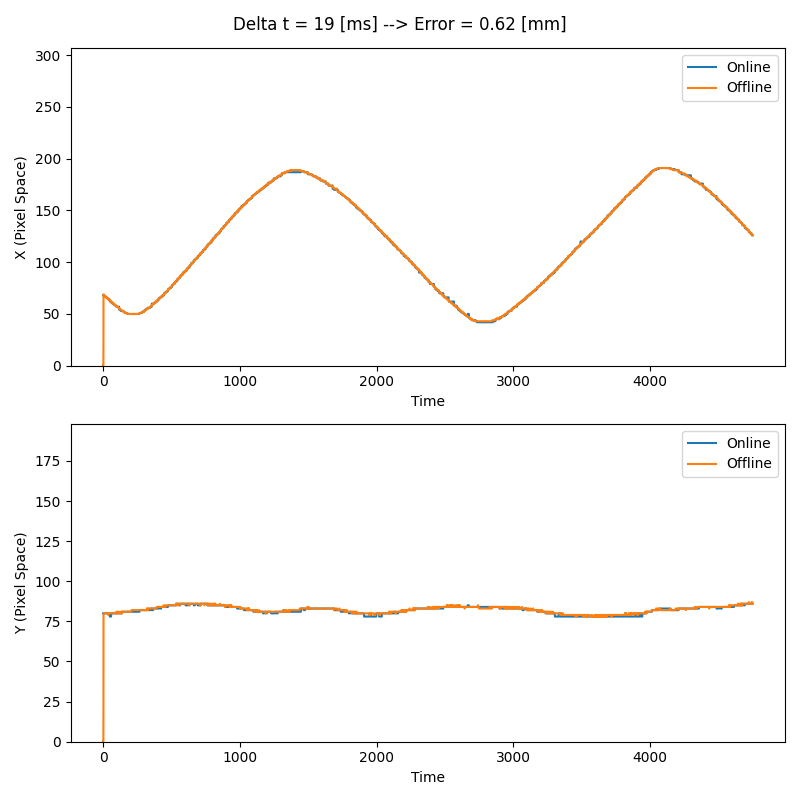 Delta t = 19 [ms] --> Error = 0.62 [mm]
300
250
200
150
100
50
0
X (Pixel Space)
Online
Offline
0 1000 2000 3000 4000
Time
175
150
125
100
75
50
25
0
Y (Pixel Space)
Online
Offline
0 1000 2000 3000 4000
Time